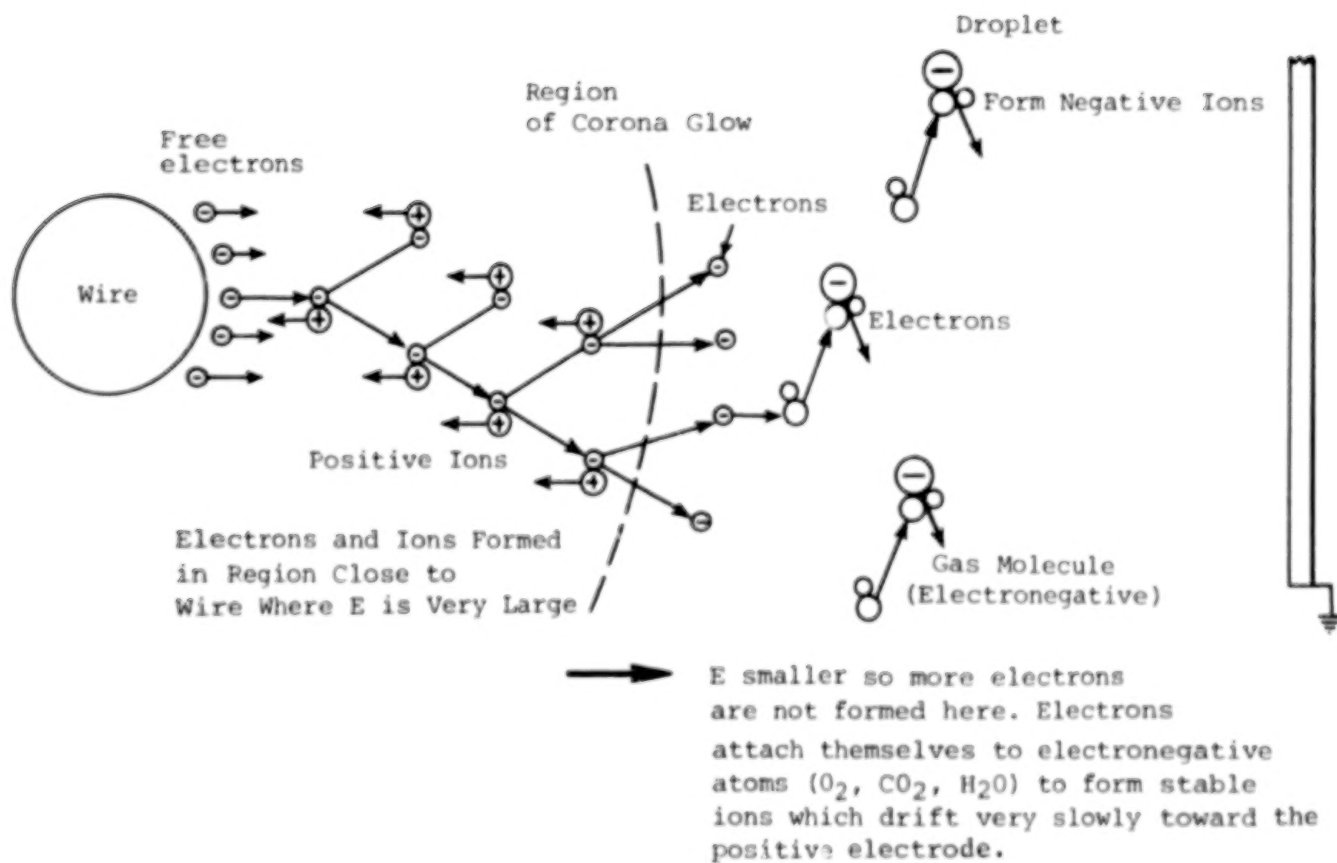 Droplet
Region
of Corona Glow
Form Negative Ions
Free
electrons
Electrons
Wire
Electrons
Positive Ions
Electrons and Ions Formed
in Region Close to
Wire Where E is Very Large
Gas Molecule
(Electronegative)
E smaller so more electrons
are not formed here. Electrons
attach themselves to electronegative
atoms (O2, CO2, H2O) to form stable
ions which drift very slowly toward the
positive electrode.